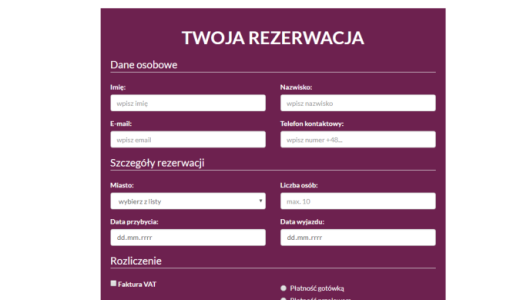 TWOJA REZERWACJA
Dane osobowe
Imię: Nazwisko:
wpisz imię wpisz nazwisko
E-mail: Telefon kontaktowy:
wpisz email wpisz numer +48...
Szczegóły rezerwacji
Miasto: Liczba osób:
wybierz z listy max. 10
Data przybycia: Data wyjazdu:
dd.mm.rrrr dd.mm.rrrr
Rozliczenie
Faktura VAT Płatność gotówką